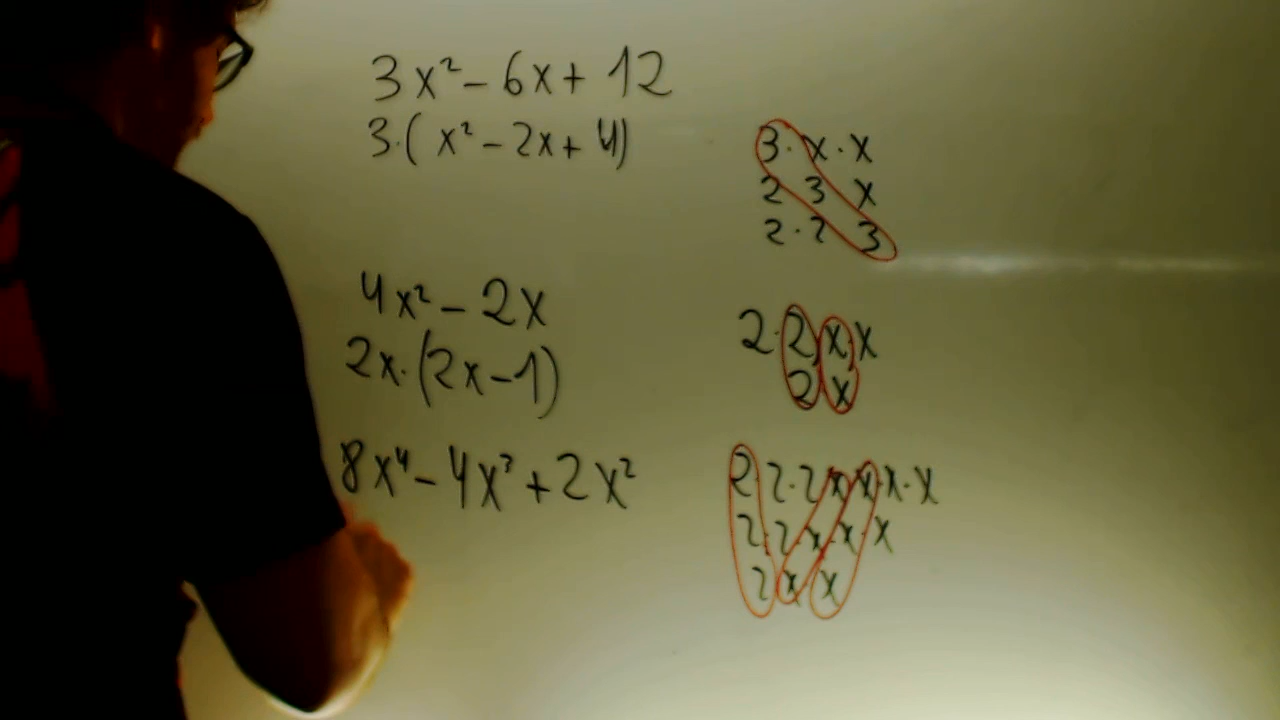 3x² - 6x + 12
3·(x² - 2x + 4)
3·x·x
2 3 x
2·2 3
4x² - 2x
2x·(2x-1)
2·2 x·x
2 x
8x⁴ - 4x³ + 2x²
2 2·2 x x·x·x
2·2·x·x x
2 x x